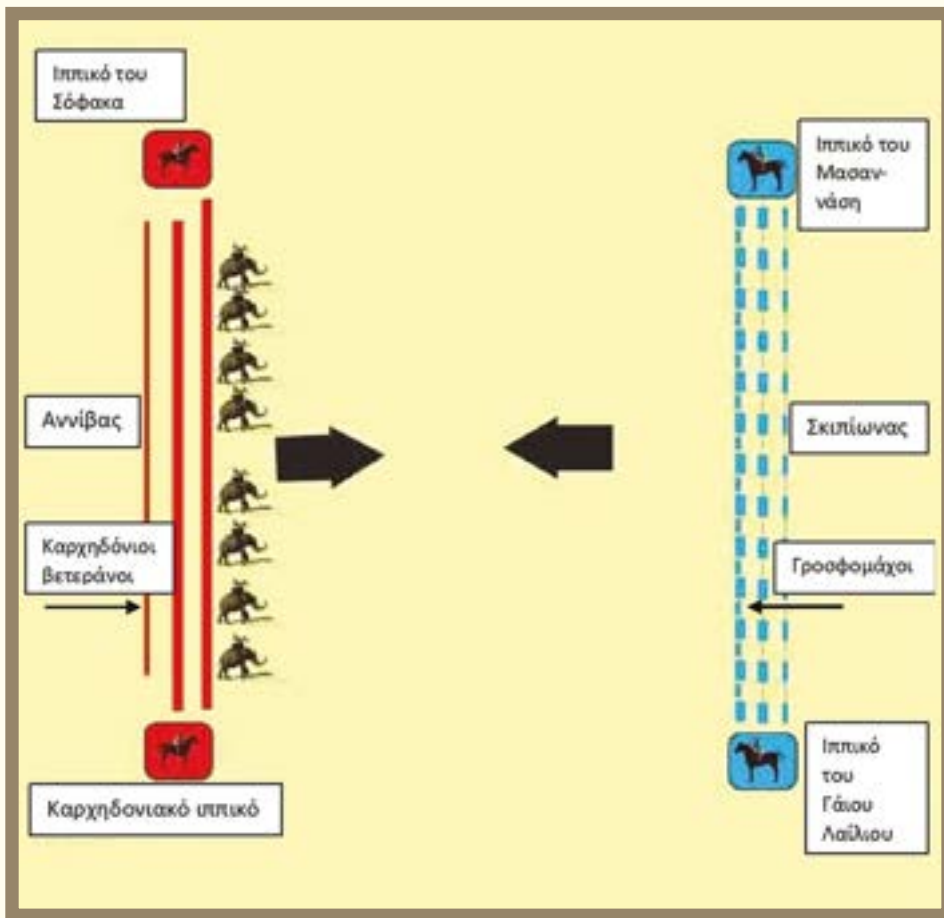 Ιππικό του
Σόφακα
Ιππικό του
Μασαν-
νάση
Αννίβας
Σκιπίωνας
Καρχηδόνιοι
βετεράνοι
Γροσφομάχοι
Καρχηδονιακό ιππικό
Ιππικό
του
Γάιου
Λαίλιου